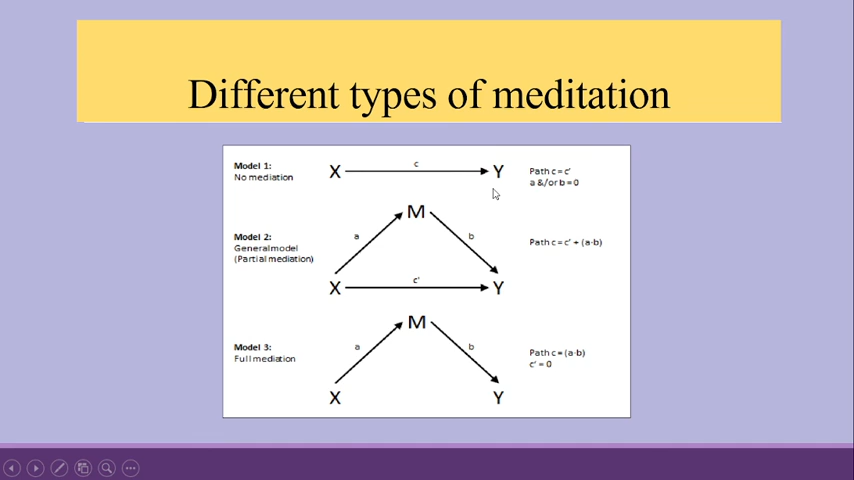 Different types of meditation
Model 1:
No mediation
X
c
Y
Path c = c'
a &/or b = 0
M
Model 2:
General model
(Partial mediation)
a
b
Path c = c' + (a·b)
X
c'
Y
M
Model 3:
Full mediation
a
b
Path c = (a·b)
c' = 0
X
Y